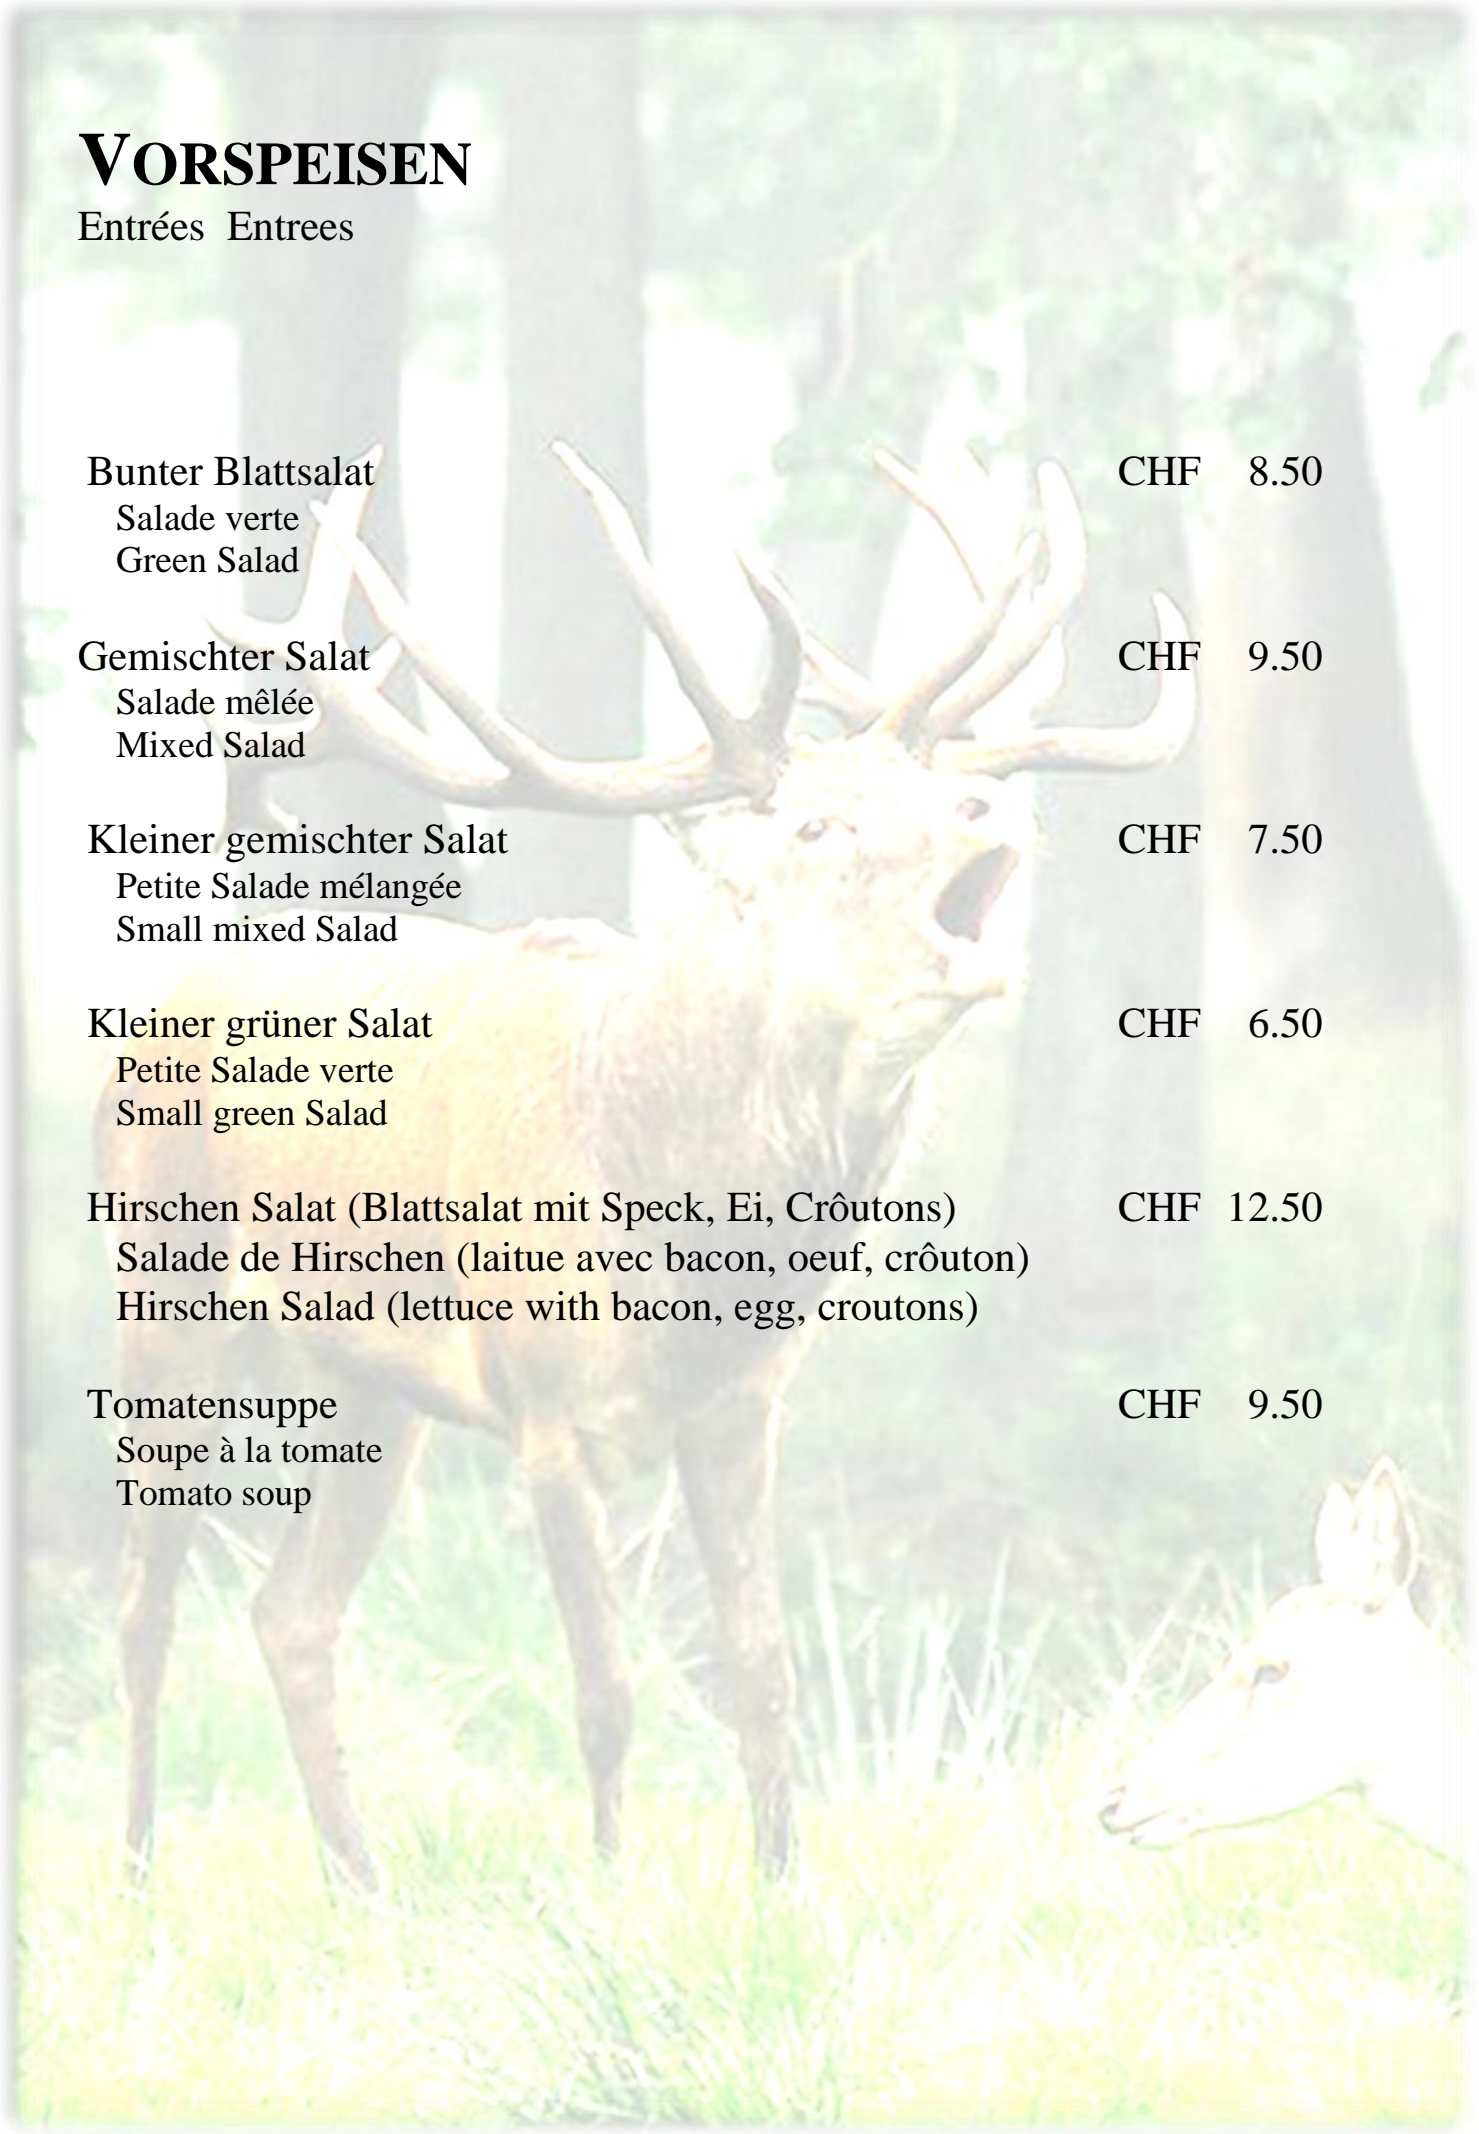 VORSPEISEN
Entrées Entrees
Bunter Blattsalat CHF 8.50
Salade verte
Green Salad
Gemischter Salat CHF 9.50
Salade mêlée
Mixed Salad
Kleiner gemischter Salat CHF 7.50
Petite Salade mélangée
Small mixed Salad
Kleiner grüner Salat CHF 6.50
Petite Salade verte
Small green Salad
Hirschen Salat (Blattsalat mit Speck, Ei, Crôutons) CHF 12.50
Salade de Hirschen (laitue avec bacon, oeuf, crôuton)
Hirschen Salad (lettuce with bacon, egg, croutons)
Tomatensuppe CHF 9.50
Soupe à la tomate
Tomato soup